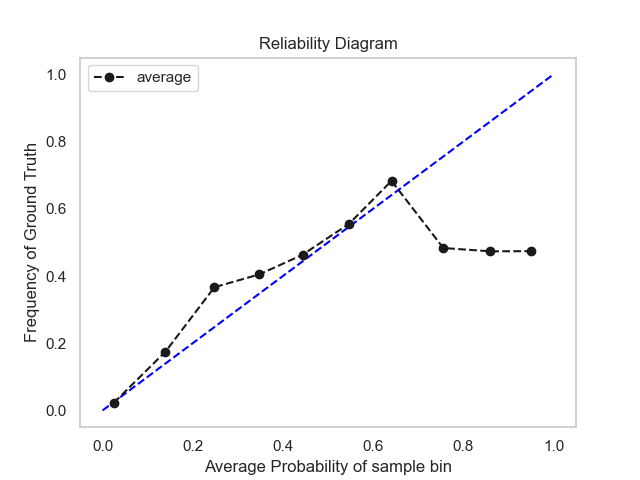 Reliability Diagram
average
1.0
0.8
0.6
0.4
0.2
0.0
Frequency of Ground Truth
0.0 0.2 0.4 0.6 0.8 1.0
Average Probability of sample bin